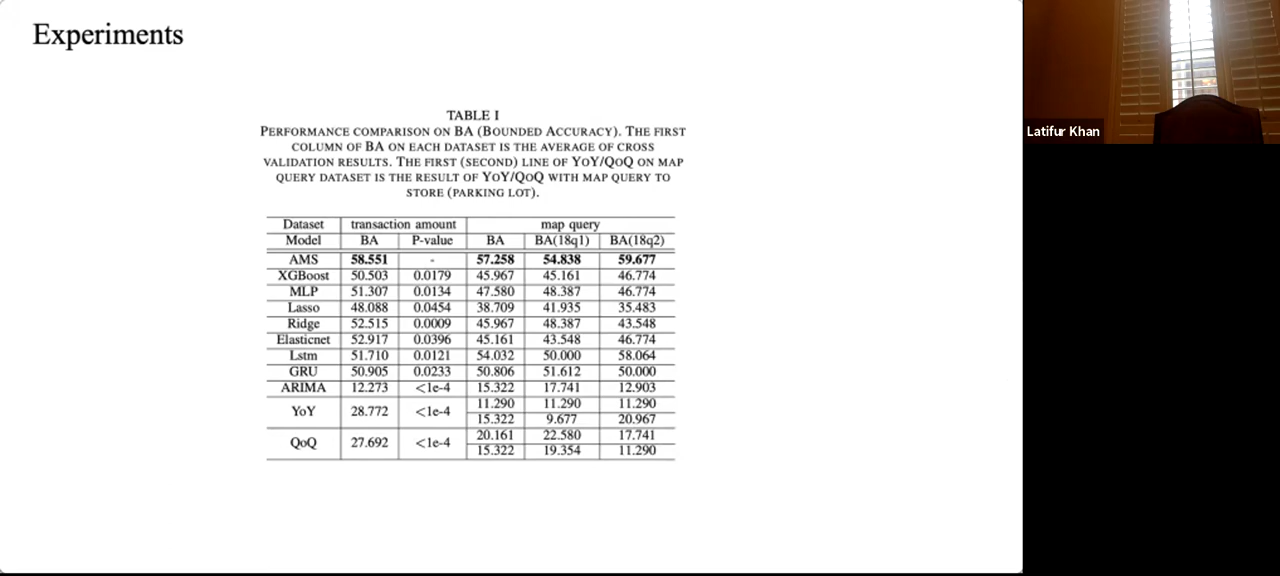 Experiments
TABLE I
PERFORMANCE COMPARISON ON BA (BOUNDED ACCURACY). THE FIRST
COLUMN OF BA ON EACH DATASET IS THE AVERAGE OF CROSS
VALIDATION RESULTS. THE FIRST (SECOND) LINE OF YOY/QOQ ON MAP
QUERY DATASET IS THE RESULT OF YOY/QOQ WITH MAP QUERY TO
STORE (PARKING LOT).
Dataset transaction amount map query
Model BA P-value BA BA(18q1) BA(18q2)
AMS 58.551 - 57.258 54.838 59.677
XGBoost 50.503 0.0179 45.967 45.161 46.774
MLP 51.307 0.0134 47.580 48.387 46.774
Lasso 48.088 0.0454 38.709 41.935 35.483
Ridge 52.515 0.0009 45.967 48.387 43.548
Elasticnet 52.917 0.0396 45.161 43.548 46.774
Lstm 51.710 0.0121 54.032 50.000 58.064
GRU 50.905 0.0233 50.806 51.612 50.000
ARIMA 12.273 <1e-4 15.322 17.741 12.903
YoY 28.772 <1e-4 11.290 11.290 11.290
15.322 9.677 20.967
QoQ 27.692 <1e-4 20.161 22.580 17.741
15.322 19.354 11.290
Latifur Khan